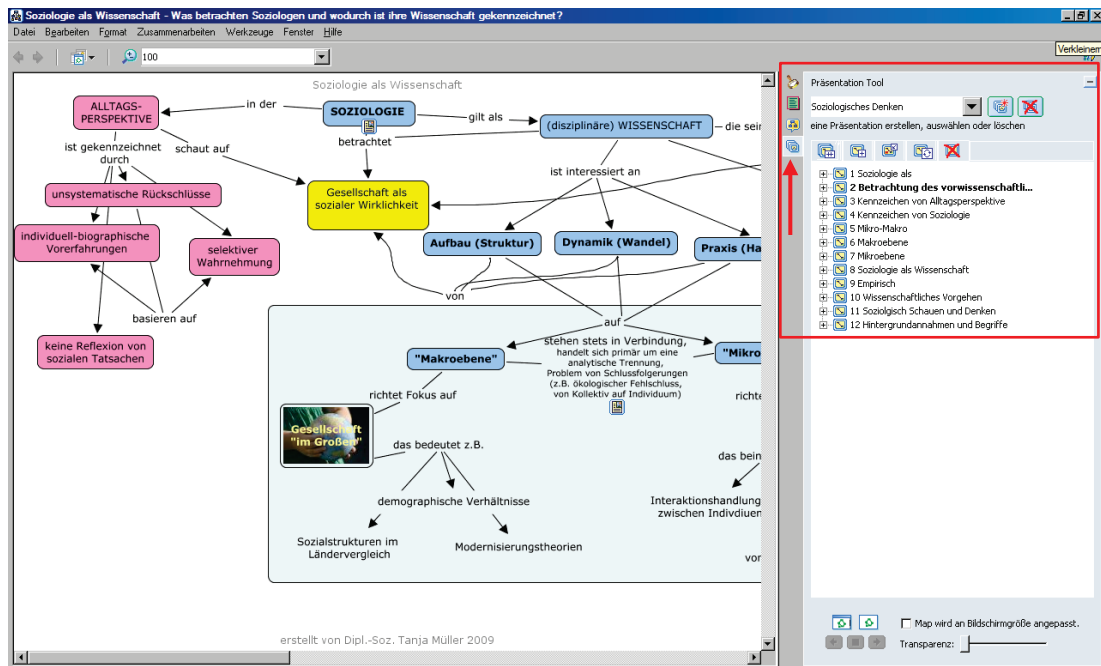 Soziologie als Wissenschaft - Was betrachten Soziologen und wodurch ist ihre Wissenschaft gekennzeichnet?
Datei Bearbeiten Format Zusammenarbeiten Werkzeuge Fenster Hilfe
Verkleinern
100
Soziologie als Wissenschaft
ALLTAGS-
PERSPEKTIVE
in der
SOZIOLOGIE
gilt als
(disziplinäre) WISSENSCHAFT
die sei
ist gekennzeichnet
durch
schaut auf
betrachtet
ist interessiert an
unsystematische Rückschlüsse
Gesellschaft als
sozialer Wirklichkeit
individuell-biographische
Vorerfahrungen
selektiver
Wahrnehmung
Aufbau (Struktur)
Dynamik (Wandel)
Praxis (Ha
von
basieren auf
auf
keine Reflexion von
sozialen Tatsachen
"Makroebene"
stehen stets in Verbindung,
handelt sich primär um eine
analytische Trennung,
Problem von Schlussfolgerungen
(z.B. ökologischer Fehlschluss,
von Kollektiv auf Individuum)
"Mikro
richtet Fokus auf
richte
Gesellschaft
"im Großen"
das bedeutet z.B.
das bein
demographische Verhältnisse
Interaktionshandlung
zwischen Indivdiuen
Sozialstrukturen im
Ländervergleich
Modernisierungstheorien
vor
erstellt von Dipl.-Soz. Tanja Müller 2009
Präsentation Tool
Soziologisches Denken
eine Präsentation erstellen, auswählen oder löschen
1 Soziologie als
2 Betrachtung des vorwissenschaftli...
3 Kennzeichen von Alltagsperspektive
4 Kennzeichen von Soziologie
5 Mikro-Makro
6 Makroebene
7 Mikroebene
8 Soziologie als Wissenschaft
9 Empirisch
10 Wissenschaftliches Vorgehen
11 Soziolgisch Schauen und Denken
12 Hintergrundannahmen und Begriffe
Map wird an Bildschirmgröße angepasst.
Transparenz: